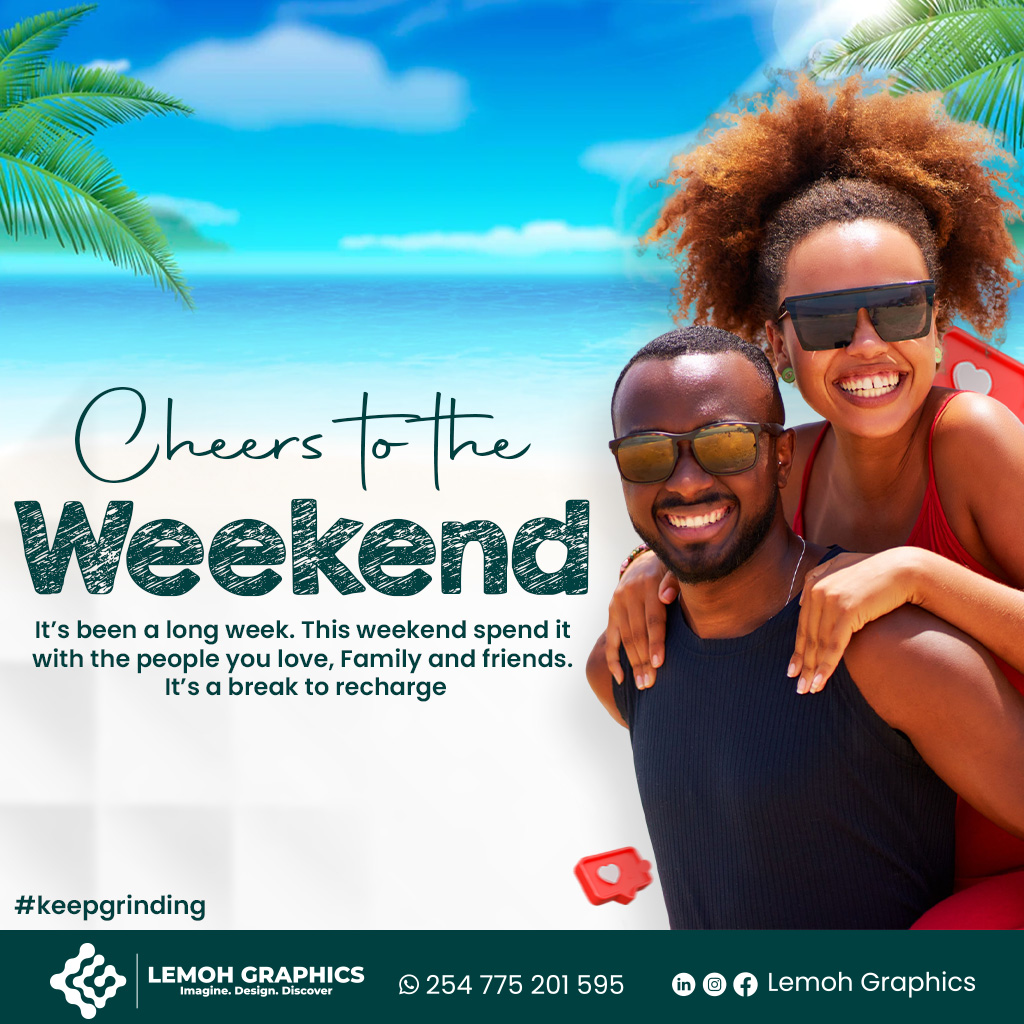 Cheers to the
Weekend
It’s been a long week. This weekend spend it
with the people you love, Family and friends.
It’s a break to recharge
#keepgrinding
LEMOH GRAPHICS
Imagine. Design. Discover
254 775 201 595
Lemoh Graphics